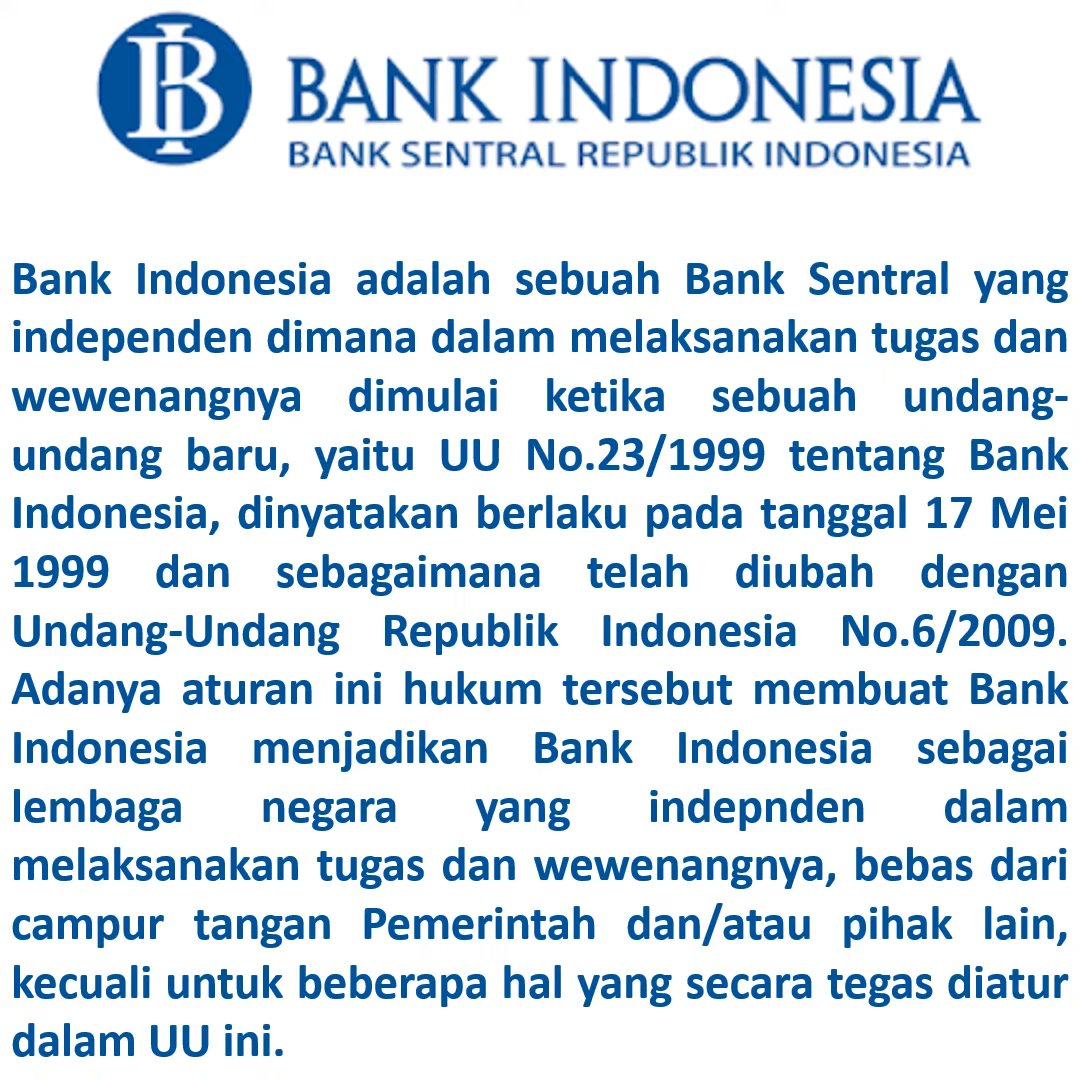 BI
BANK INDONESIA
BANK SENTRAL REPUBLIK INDONESIA
Bank Indonesia adalah sebuah Bank Sentral yang
independen dimana dalam melaksanakan tugas dan
wewenangnya dimulai ketika sebuah undang-
undang baru, yaitu UU No.23/1999 tentang Bank
Indonesia, dinyatakan berlaku pada tanggal 17 Mei
1999 dan sebagaimana telah diubah dengan
Undang-Undang Republik Indonesia No.6/2009.
Adanya aturan ini hukum tersebut membuat Bank
Indonesia menjadikan Bank Indonesia sebagai
lembaga negara yang indepnden dalam
melaksanakan tugas dan wewenangnya, bebas dari
campur tangan Pemerintah dan/atau pihak lain,
kecuali untuk beberapa hal yang secara tegas diatur
dalam UU ini.